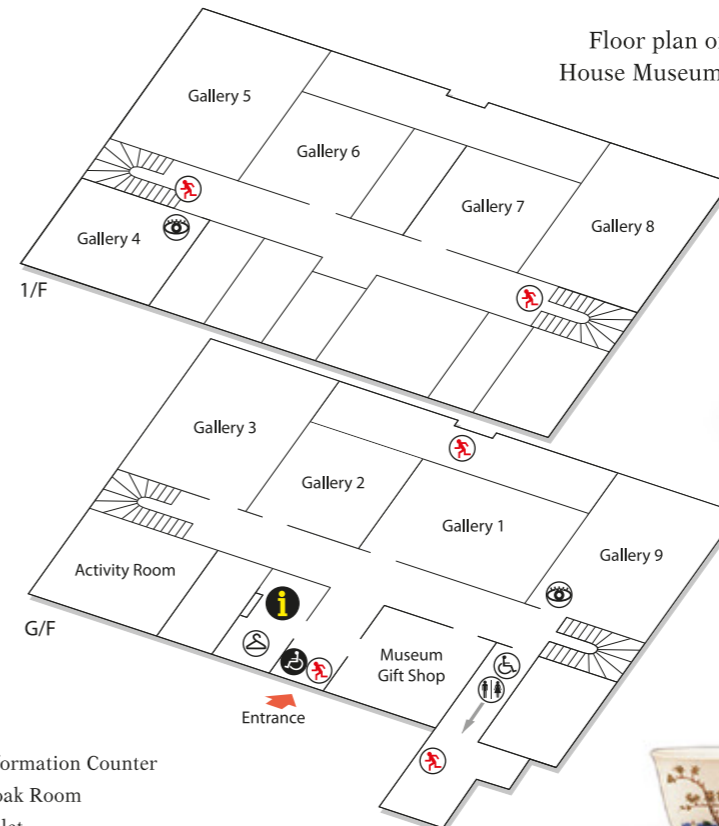 Floor plan o
House Museum
Gallery 5
Gallery 6
Gallery 7
Gallery 8
Gallery 4
1/F
Gallery 3
Gallery 2
Gallery 1
Gallery 9
Activity Room
G/F
i
Museum
Gift Shop
Entrance
ormation Counter
oak Room